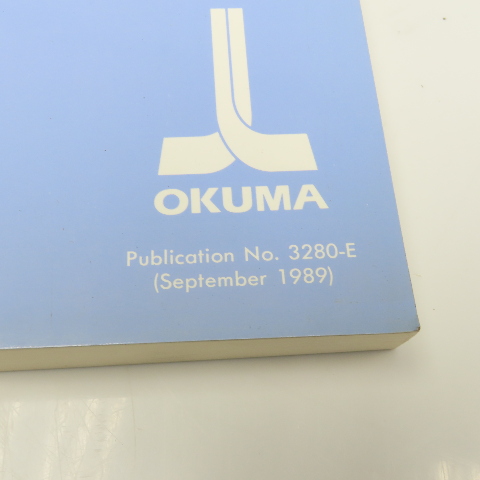 OKUMA
Publication No. 3280-E
(September 1989)